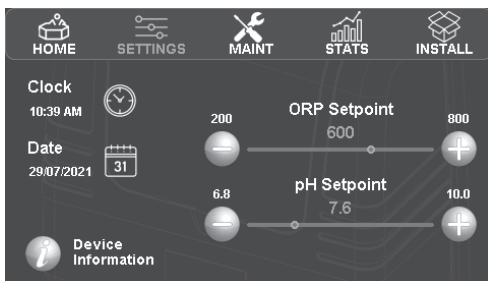 HOME SETTINGS MAINT STATS INSTALL
Clock
10:39 AM
Date
29/07/2021
31
ORP Setpoint
200 600 800
pH Setpoint
6.8 7.6 10.0
i
Device
Information